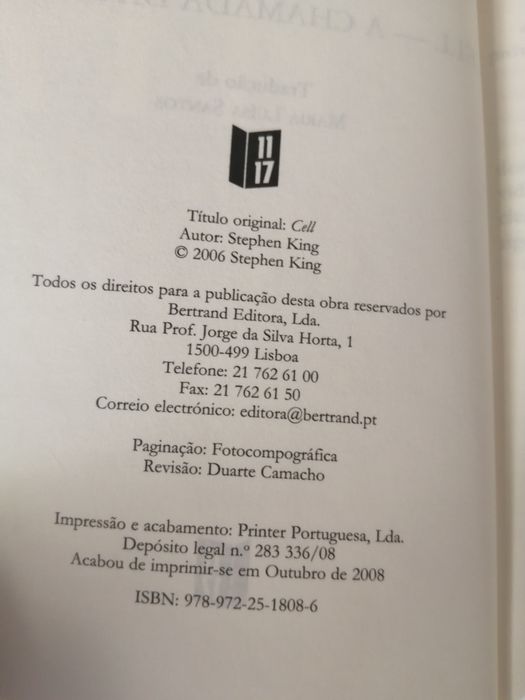 11
17
Título original: Cell
Autor: Stephen King
© 2006 Stephen King
Todos os direitos para a publicação desta obra reservados por
Bertrand Editora, Lda.
Rua Prof. Jorge da Silva Horta, 1
1500-499 Lisboa
Telefone: 21 762 61 00
Fax: 21 762 61 50
Correio electrónico: editora@bertrand.pt
Paginação: Fotocompográfica
Revisão: Duarte Camacho
Impressão e acabamento: Printer Portuguesa, Lda.
Depósito legal n.º 283 336/08
Acabou de imprimir-se em Outubro de 2008
ISBN: 978-972-25-1808-6